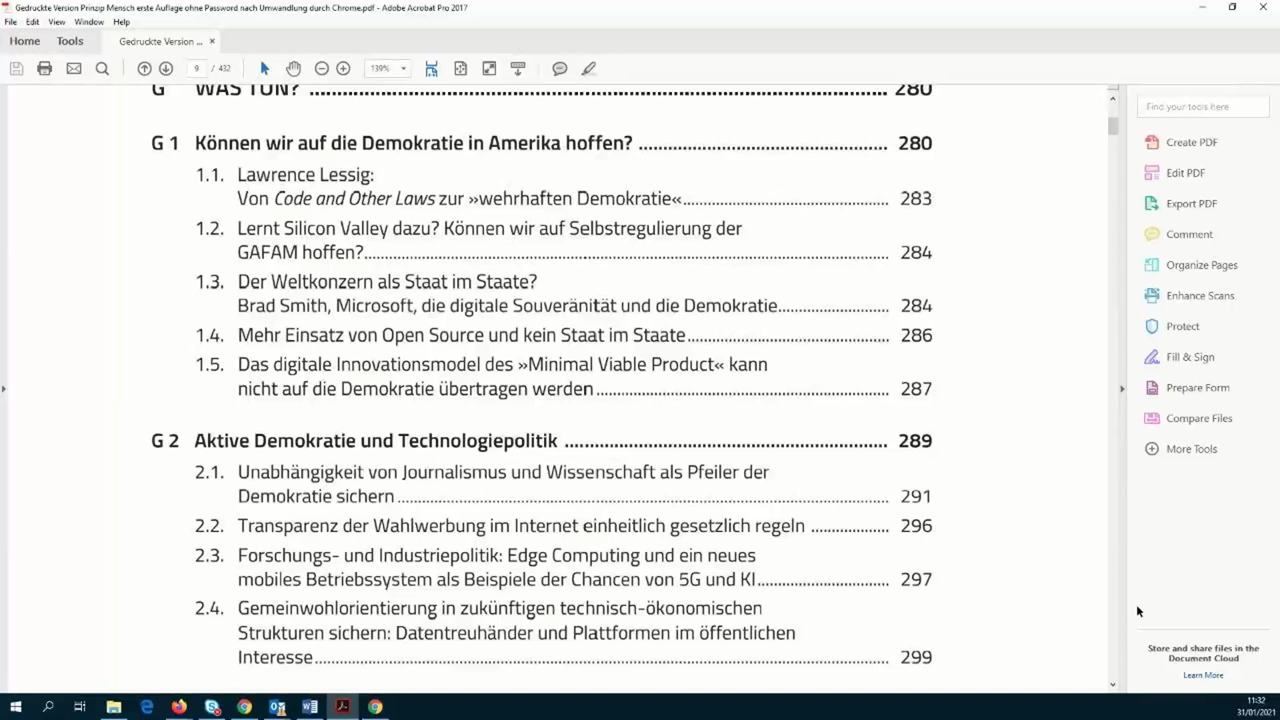 Gedruckte Version Prinzip Mensch erste Auflage ohne Password nach Umwandlung durch Chrome.pdf - Adobe Acrobat Pro 2017
File Edit View Window Help
Home Tools Gedruckte Version ... ×
9 / 432 139%
G WAS TUN? 280
G 1 Können wir auf die Demokratie in Amerika hoffen? 280
1.1. Lawrence Lessig:
Von Code and Other Laws zur »wehrhaften Demokratie« 283
1.2. Lernt Silicon Valley dazu? Können wir auf Selbstregulierung der
GAFAM hoffen? 284
1.3. Der Weltkonzern als Staat im Staate?
Brad Smith, Microsoft, die digitale Souveränität und die Demokratie 284
1.4. Mehr Einsatz von Open Source und kein Staat im Staate 286
1.5. Das digitale Innovationsmodel des »Minimal Viable Product« kann
nicht auf die Demokratie übertragen werden 287
G 2 Aktive Demokratie und Technologiepolitik 289
2.1. Unabhängigkeit von Journalismus und Wissenschaft als Pfeiler der
Demokratie sichern 291
2.2. Transparenz der Wahlwerbung im Internet einheitlich gesetzlich regeln 296
2.3. Forschungs- und Industriepolitik: Edge Computing und ein neues
mobiles Betriebssystem als Beispiele der Chancen von 5G und KI 297
2.4. Gemeinwohlorientierung in zukünftigen technisch-ökonomischen
Strukturen sichern: Datentreuhänder und Plattformen im öffentlichen
Interesse 299
Find your tools here
Create PDF
Edit PDF
Export PDF
Comment
Organize Pages
Enhance Scans
Protect
Fill & Sign
Prepare Form
Compare Files
More Tools
Store and share files in the
Document Cloud
Learn More
11:32
31/01/2021